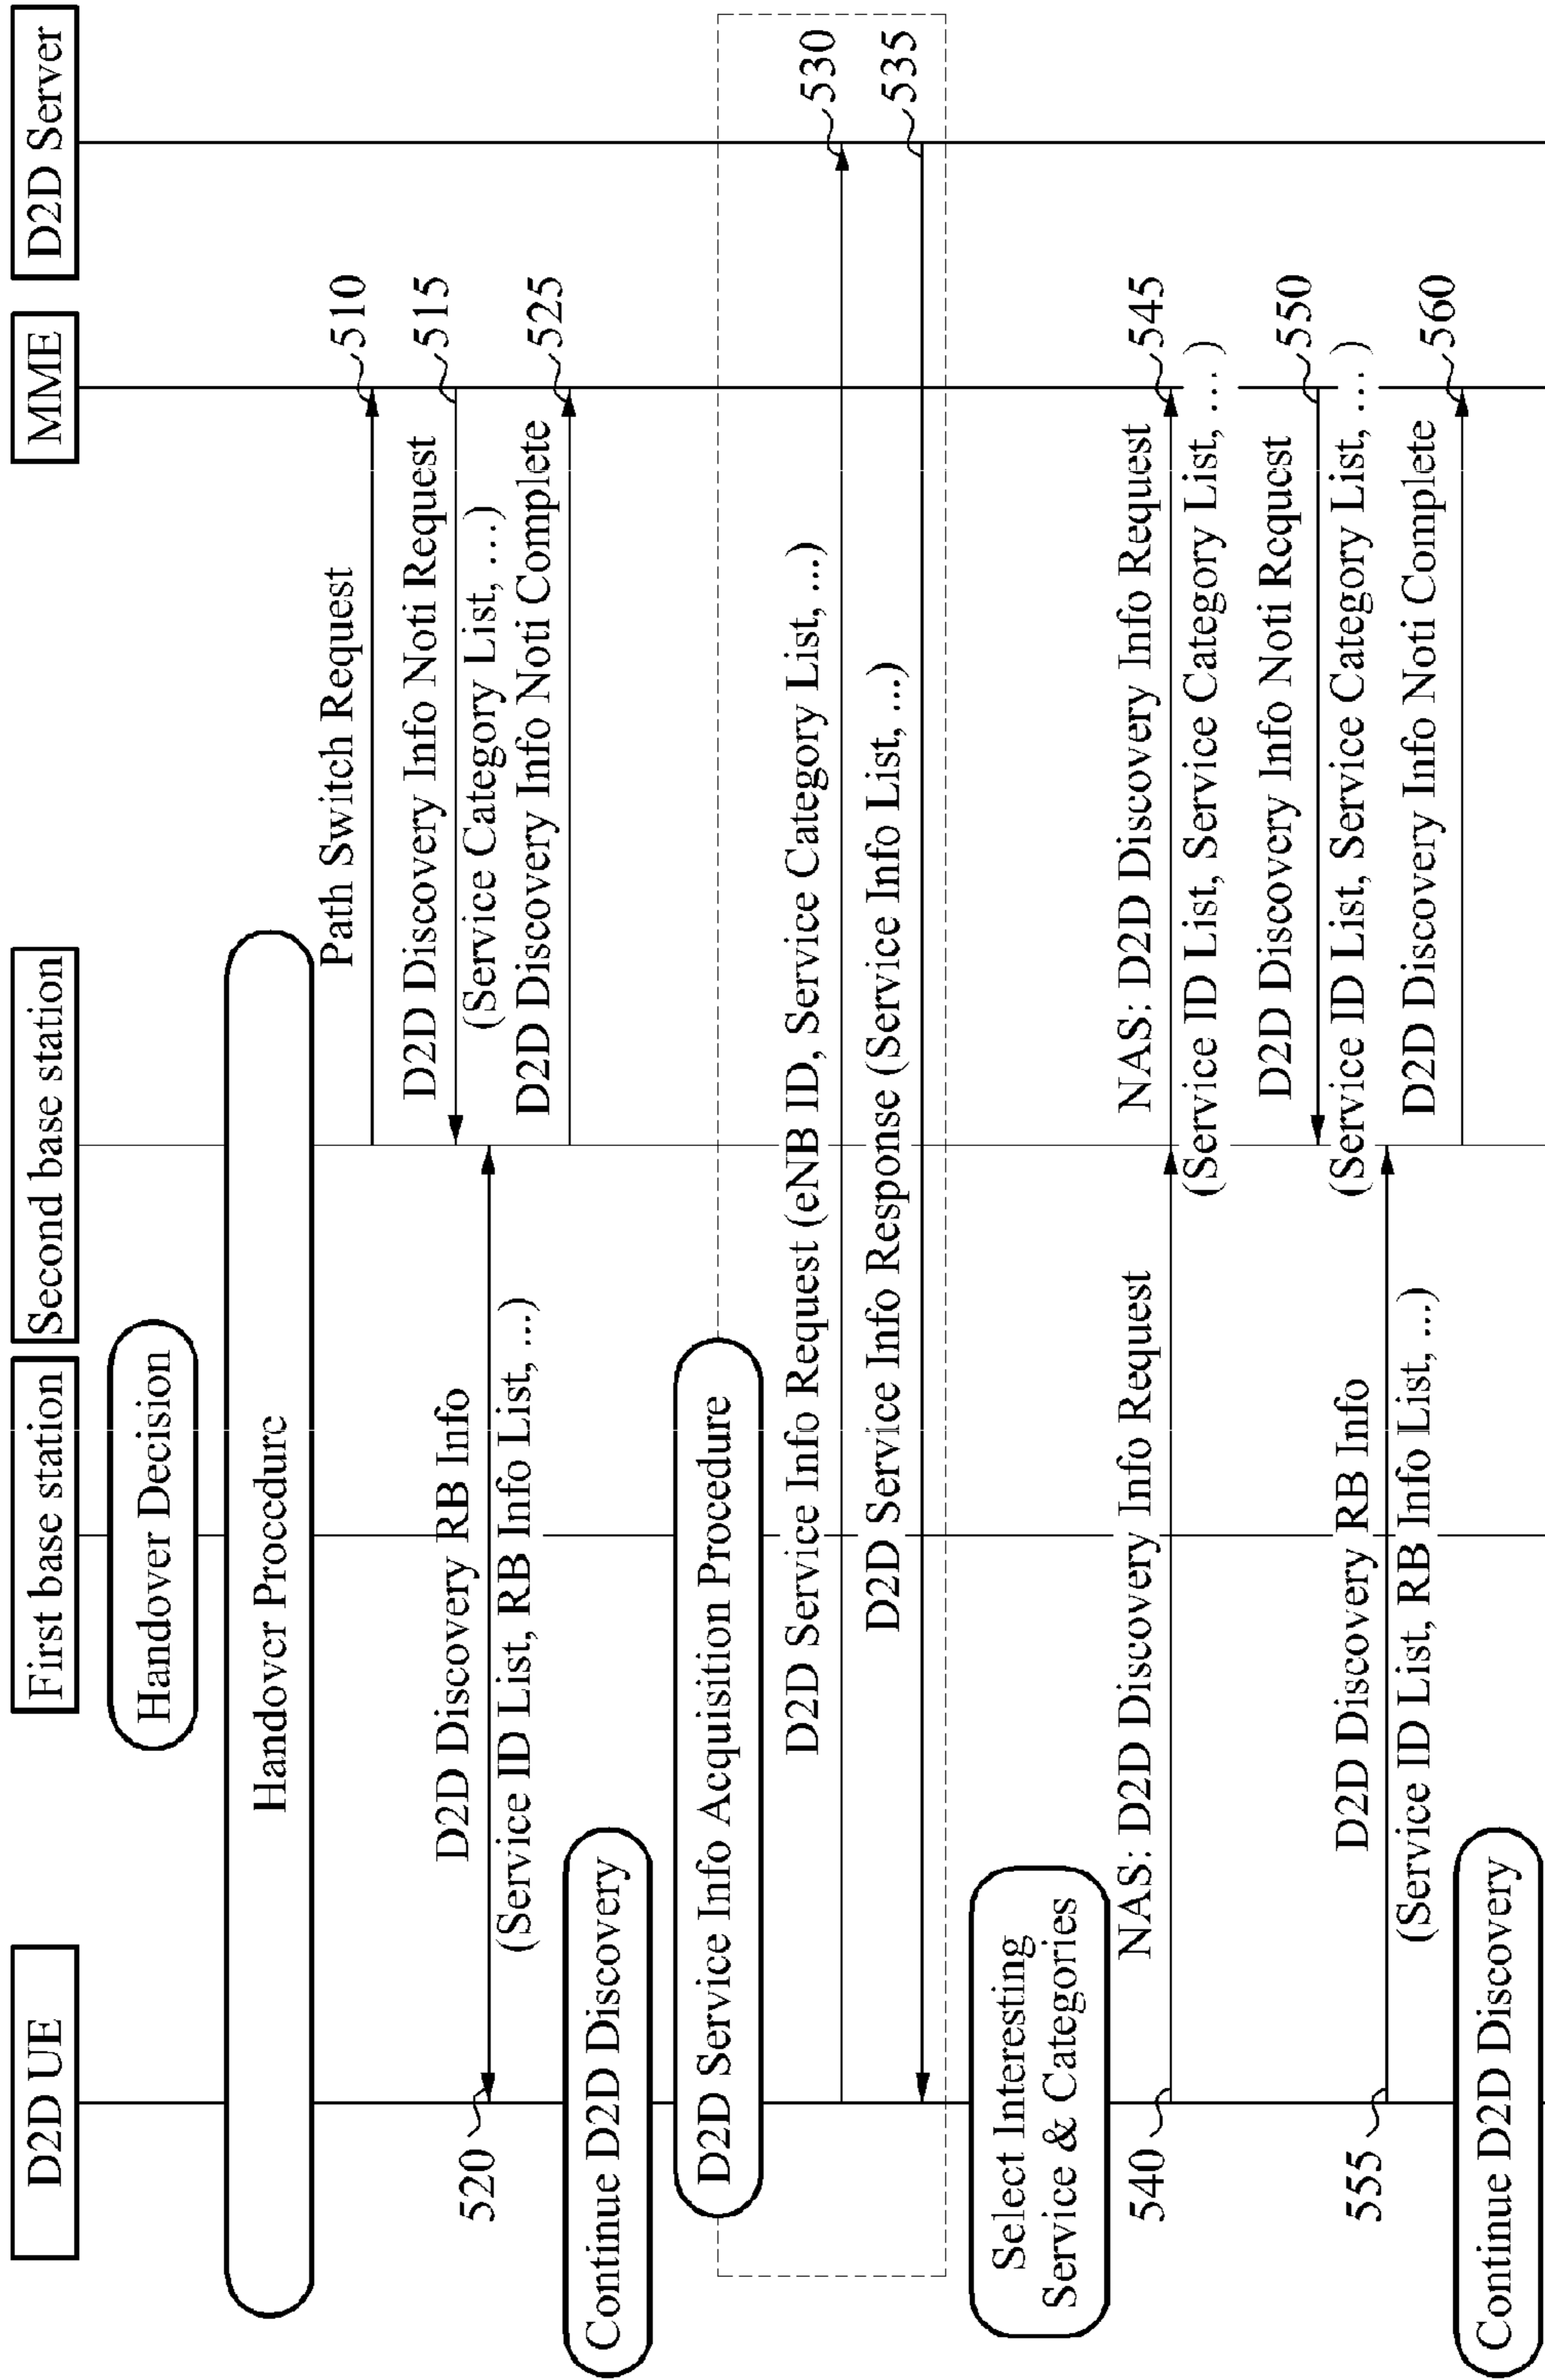 D2D UE
First base station
Second base station
MME
D2D Server
Handover Decision
Handover Procedure
Path Switch Request
510
D2D Discovery Info Noti Request
515
(Service Category List, ...)
D2D Discovery RB Info
520
(Service ID List, RB Info List, ...)
D2D Discovery Info Noti Complete
525
Continue D2D Discovery
D2D Service Info Acquisition Procedure
D2D Service Info Request (eNB ID, Service Category List, ...)
530
D2D Service Info Response (Service Info List, ...)
535
Select Interesting
Service & Categories
540
NAS: D2D Discovery Info Request
NAS: D2D Discovery Info Request
545
(Service ID List, Service Category List, ...)
D2D Discovery Info Noti Request
550
(Service ID List, Service Category List, ...)
555
D2D Discovery RB Info
(Service ID List, RB Info List, ...)
D2D Discovery Info Noti Complete
560
Continue D2D Discovery